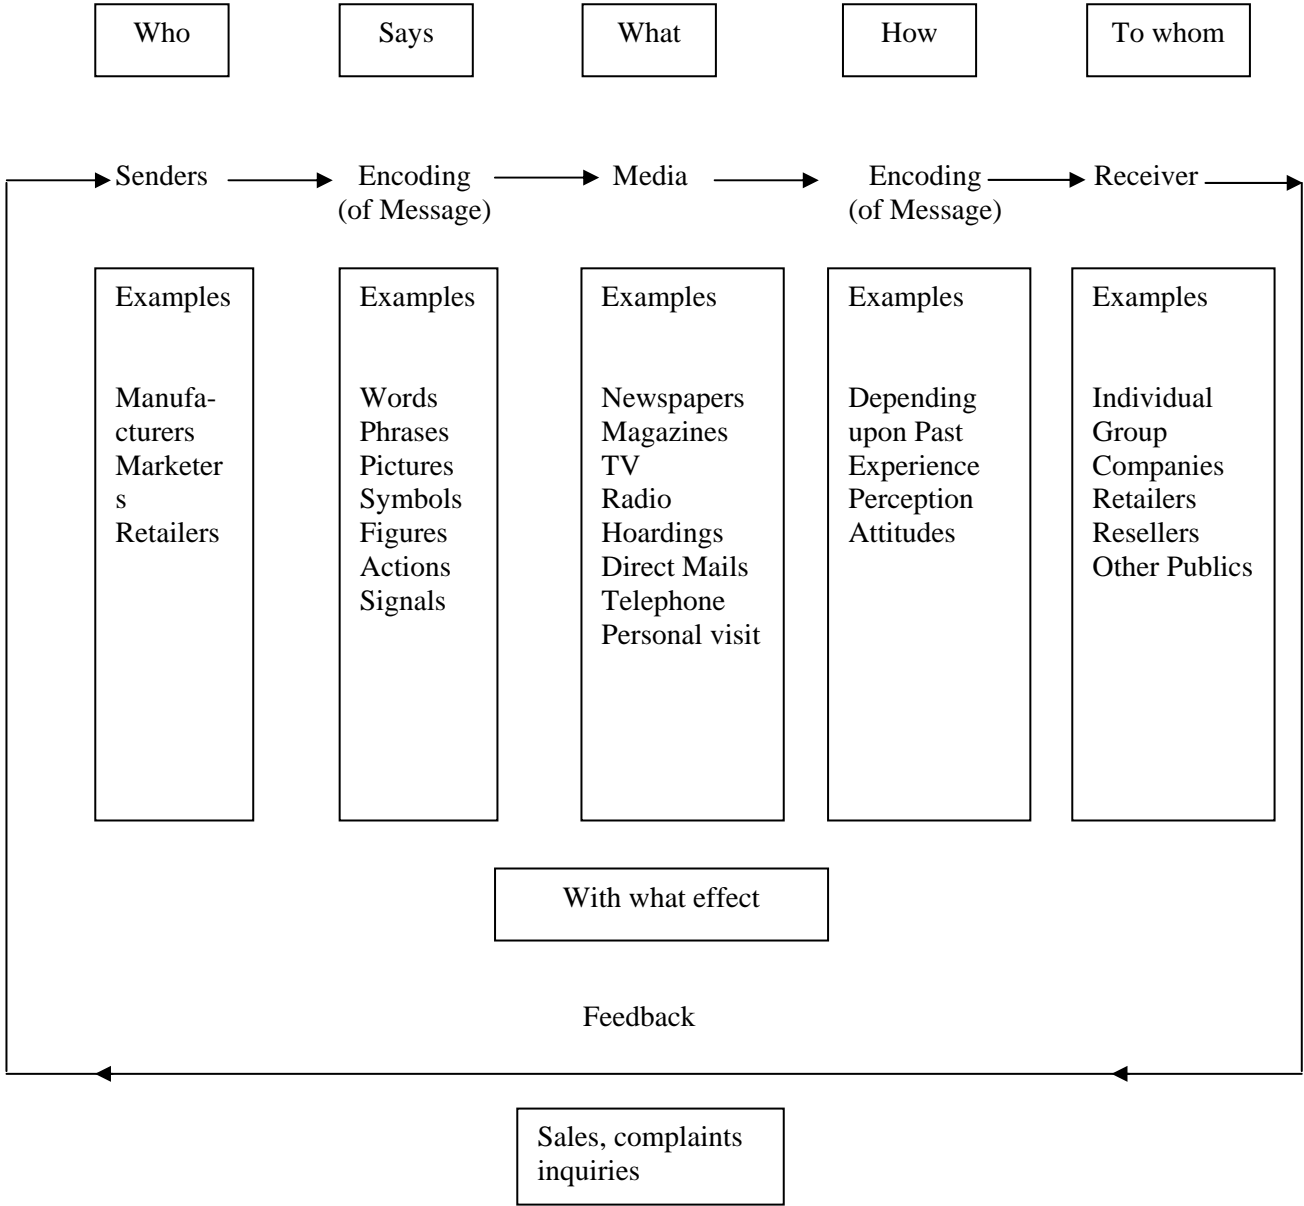 Who
Says
What
How
To whom
Senders
Encoding
(of Message)
Media
Encoding
(of Message)
Receiver
Examples
Manufa-
cturers
Marketer
s
Retailers
Examples
Words
Phrases
Pictures
Symbols
Figures
Actions
Signals
Examples
Newspapers
Magazines
TV
Radio
Hoardings
Direct Mails
Telephone
Personal visit
Examples
Depending
upon Past
Experience
Perception
Attitudes
Examples
Individual
Group
Companies
Retailers
Resellers
Other Publics
With what effect
Feedback
Sales, complaints
inquiries